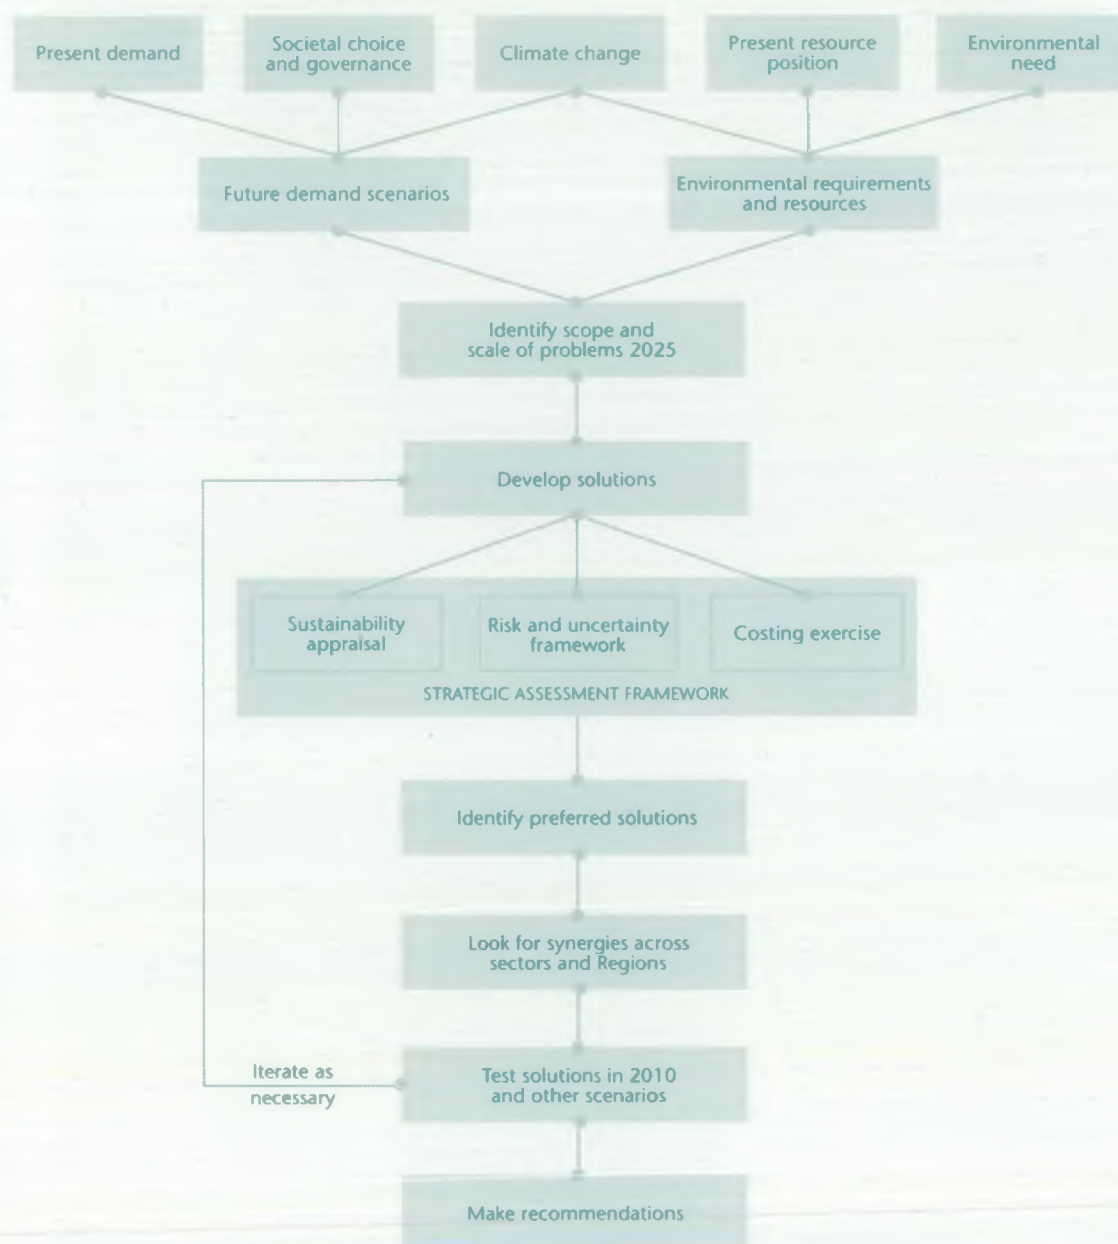 Present demand
Societal choice
and governance
Climate change
Present resource
position
Environmental
need
Future demand scenarios
Environmental requirements
and resources
Identify scope and
scale of problems 2025
Develop solutions
Sustainability
appraisal
Risk and uncertainty
framework
Costing exercise
STRATEGIC ASSESSMENT FRAMEWORK
Identify preferred solutions
Look for synergies across
sectors and Regions
Iterate as
necessary
Test solutions in 2010
and other scenarios
Make recommendations